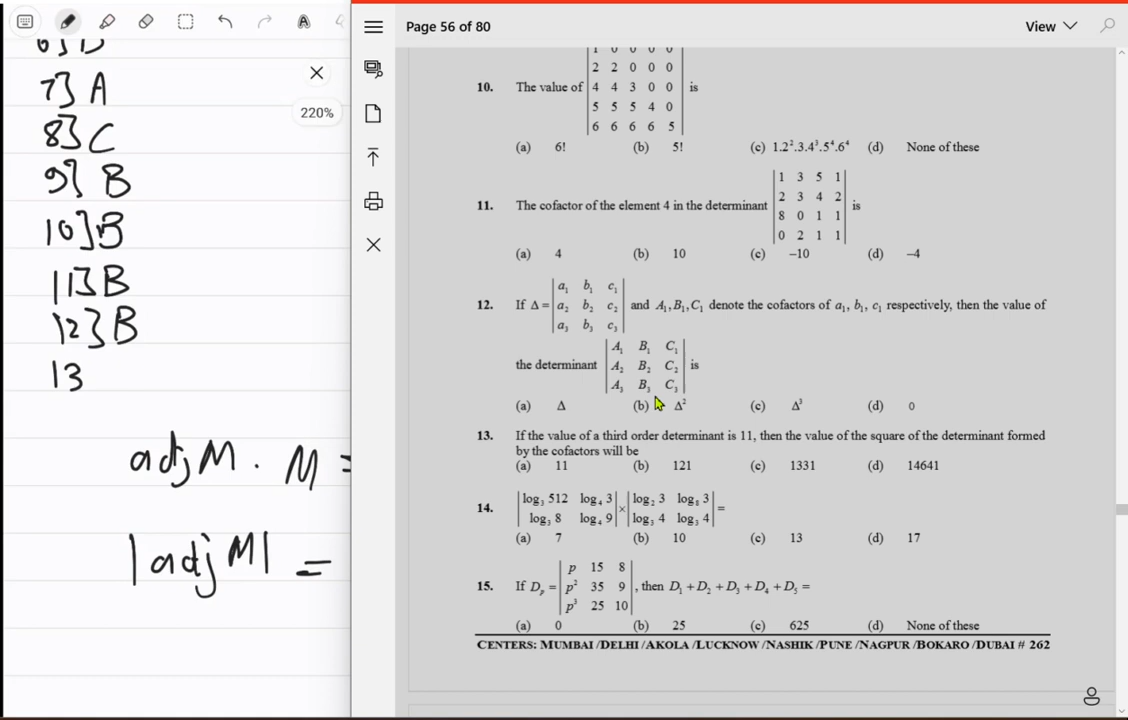 Page 56 of 80
View
220%
7} A
8} C
9} B
10} B
11} B
12} B
13
adj M . M =
|adj M| =
1 0 0 0 0
2 2 0 0 0
10. The value of 4 4 3 0 0 is
5 5 5 4 0
6 6 6 6 5
(a) 6! (b) 5! (c) 1.2².3.4³.5⁴.6⁴ (d) None of these
1 3 5 1
2 3 4 2
11. The cofactor of the element 4 in the determinant is
8 0 1 1
0 2 1 1
(a) 4 (b) 10 (c) −10 (d) −4
a₁ b₁ c₁
12. If Δ = a₂ b₂ c₂ and A₁, B₁, C₁ denote the cofactors of a₁, b₁, c₁ respectively, then the value of
a₃ b₃ c₃
A₁ B₁ C₁
the determinant A₂ B₂ C₂ is
A₃ B₃ C₃
(a) Δ (b) Δ² (c) Δ³ (d) 0
13. If the value of a third order determinant is 11, then the value of the square of the determinant formed
by the cofactors will be
(a) 11 (b) 121 (c) 1331 (d) 14641
14. |log₃ 512 log₄ 3| × |log₂ 3 log₈ 3| =
|log₃ 8 log₄ 9| |log₃ 4 log₃ 4|
(a) 7 (b) 10 (c) 13 (d) 17
p 15 8
15. If Dₚ = p² 35 9 , then D₁ + D₂ + D₃ + D₄ + D₅ =
p³ 25 10
(a) 0 (b) 25 (c) 625 (d) None of these
CENTERS: MUMBAI /DELHI /AKOLA /LUCKNOW /NASHIK /PUNE /NAGPUR /BOKARO /DUBAI # 262